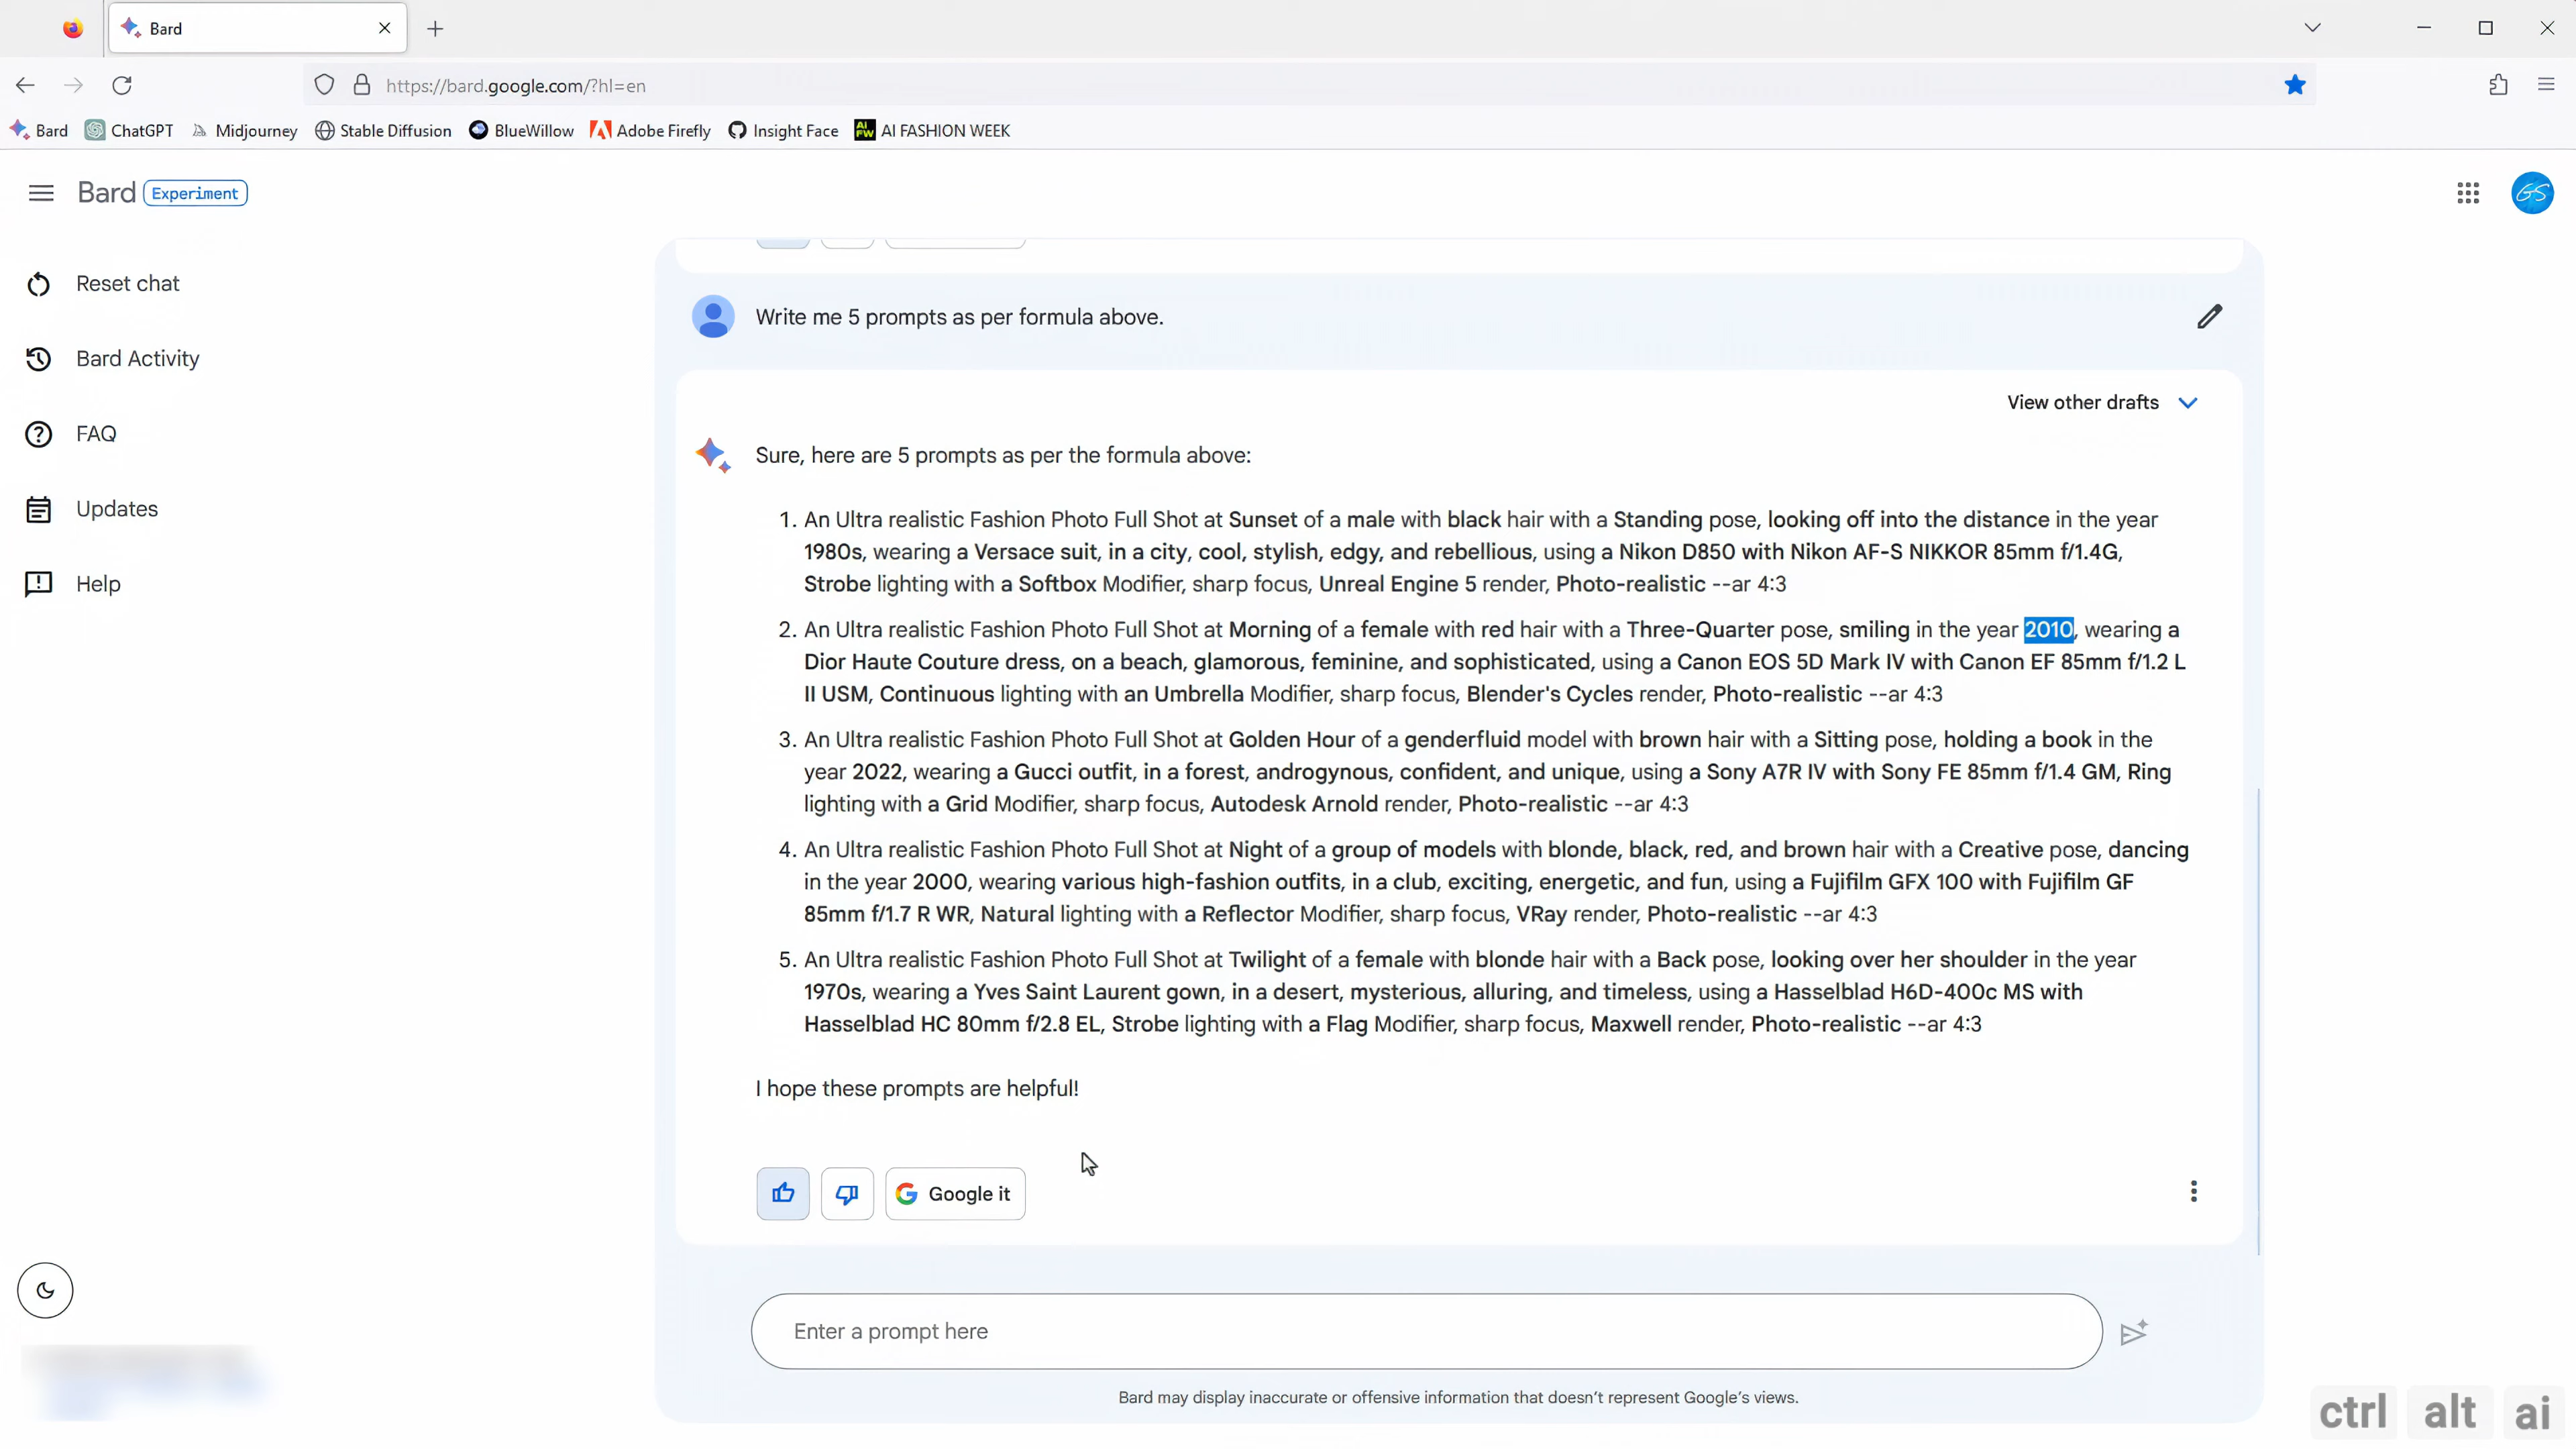 Bard
https://bard.google.com/?hl=en
Bard ChatGPT Midjourney Stable Diffusion BlueWillow Adobe Firefly Insight Face AI FASHION WEEK
Bard Experiment
GS
Reset chat
Bard Activity
FAQ
Updates
Help
Write me 5 prompts as per formula above.
View other drafts
Sure, here are 5 prompts as per the formula above:
1. An Ultra realistic Fashion Photo Full Shot at Sunset of a male with black hair with a Standing pose, looking off into the distance in the year
1980s, wearing a Versace suit, in a city, cool, stylish, edgy, and rebellious, using a Nikon D850 with Nikon AF-S NIKKOR 85mm f/1.4G,
Strobe lighting with a Softbox Modifier, sharp focus, Unreal Engine 5 render, Photo-realistic --ar 4:3
2. An Ultra realistic Fashion Photo Full Shot at Morning of a female with red hair with a Three-Quarter pose, smiling in the year 2010, wearing a
Dior Haute Couture dress, on a beach, glamorous, feminine, and sophisticated, using a Canon EOS 5D Mark IV with Canon EF 85mm f/1.2 L
II USM, Continuous lighting with an Umbrella Modifier, sharp focus, Blender's Cycles render, Photo-realistic --ar 4:3
3. An Ultra realistic Fashion Photo Full Shot at Golden Hour of a genderfluid model with brown hair with a Sitting pose, holding a book in the
year 2022, wearing a Gucci outfit, in a forest, androgynous, confident, and unique, using a Sony A7R IV with Sony FE 85mm f/1.4 GM, Ring
lighting with a Grid Modifier, sharp focus, Autodesk Arnold render, Photo-realistic --ar 4:3
4. An Ultra realistic Fashion Photo Full Shot at Night of a group of models with blonde, black, red, and brown hair with a Creative pose, dancing
in the year 2000, wearing various high-fashion outfits, in a club, exciting, energetic, and fun, using a Fujifilm GFX 100 with Fujifilm GF
85mm f/1.7 R WR, Natural lighting with a Reflector Modifier, sharp focus, VRay render, Photo-realistic --ar 4:3
5. An Ultra realistic Fashion Photo Full Shot at Twilight of a female with blonde hair with a Back pose, looking over her shoulder in the year
1970s, wearing a Yves Saint Laurent gown, in a desert, mysterious, alluring, and timeless, using a Hasselblad H6D-400c MS with
Hasselblad HC 80mm f/2.8 EL, Strobe lighting with a Flag Modifier, sharp focus, Maxwell render, Photo-realistic --ar 4:3
I hope these prompts are helpful!
Google it
Enter a prompt here
Bard may display inaccurate or offensive information that doesn't represent Google's views.
ctrl alt ai